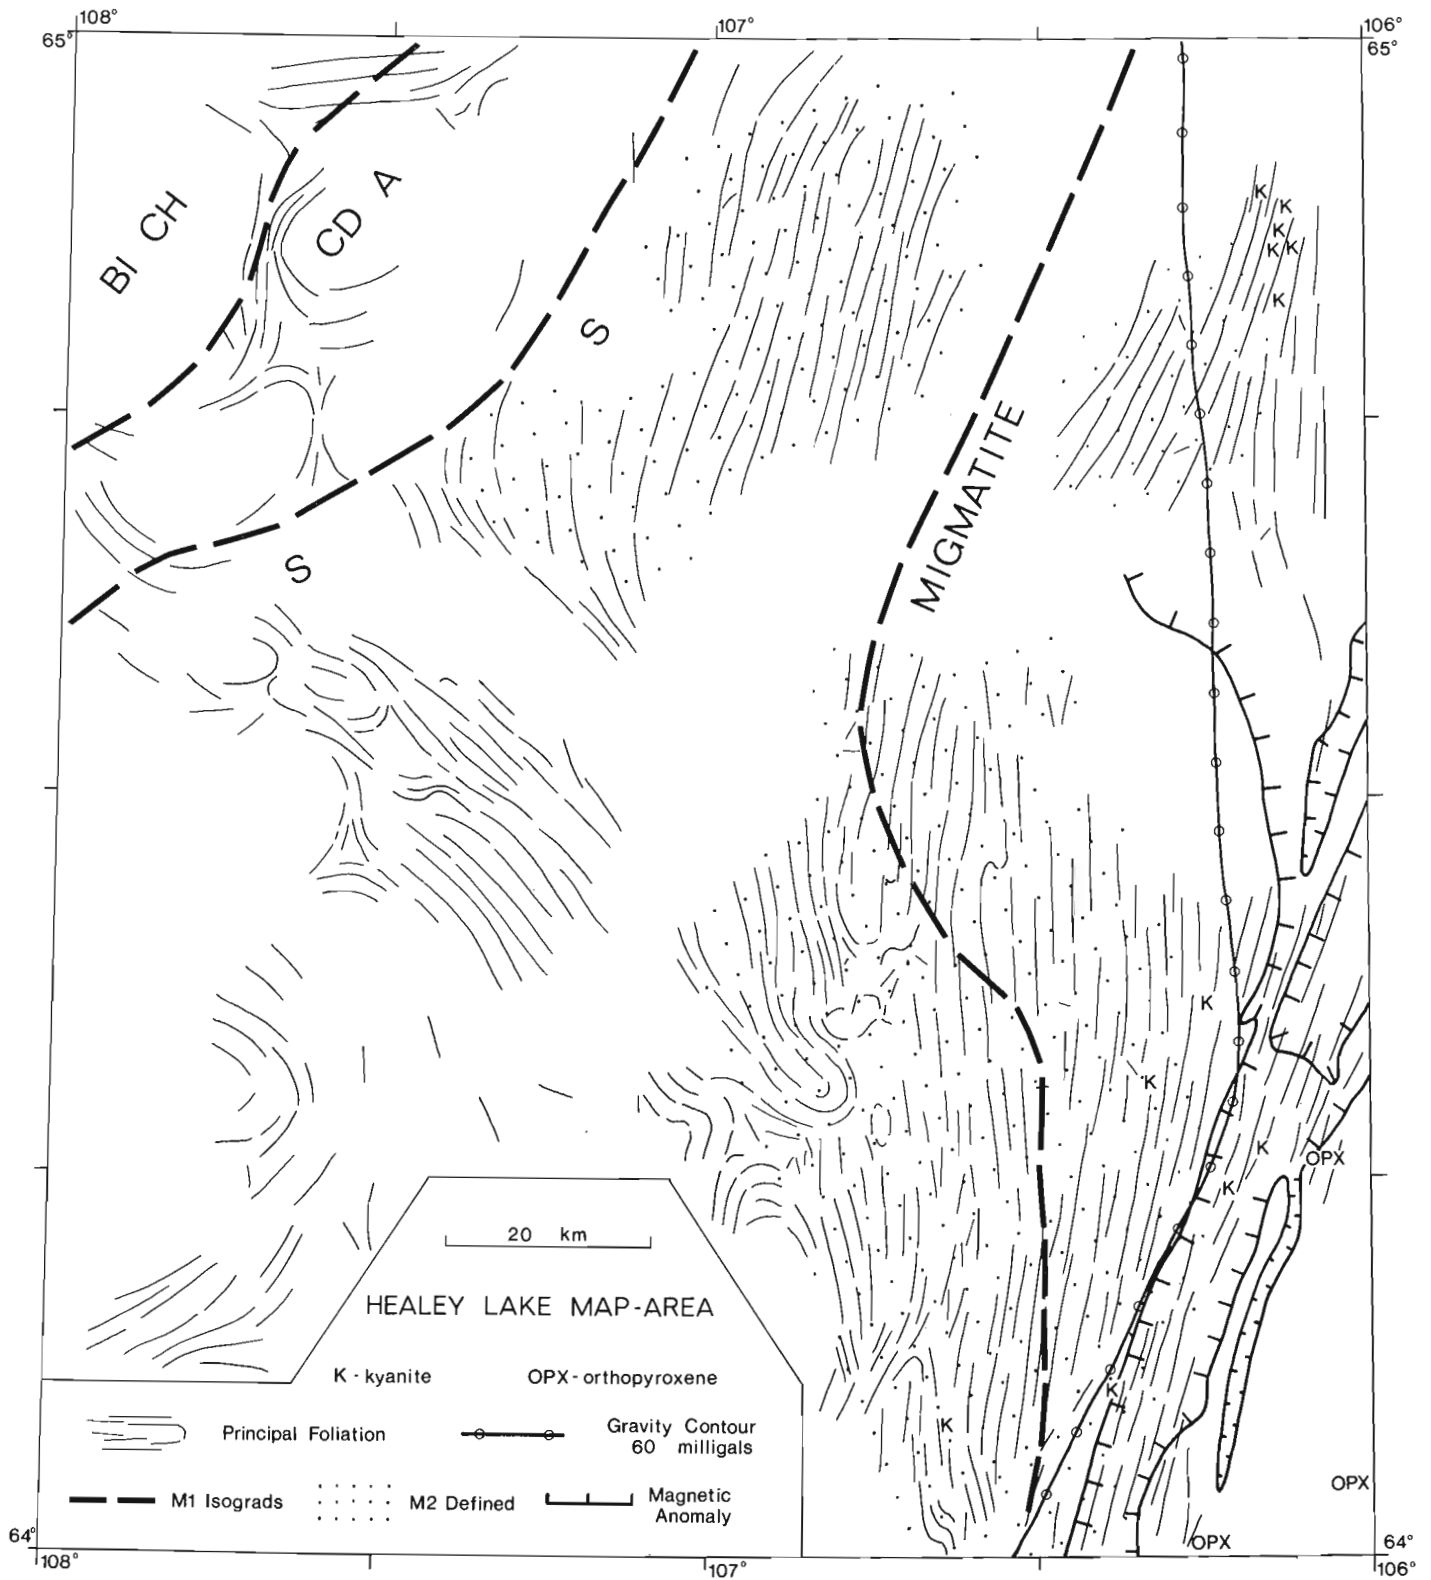 108°
107°
106°
65°
65°
BI CH
CD A
S
S
MIGMATITE
K
K
K
K K
K
K
K
K
K
OPX
K
K
OPX
OPX
20 km
HEALEY LAKE MAP-AREA
K - kyanite OPX - orthopyroxene
Principal Foliation
Gravity Contour
60 milligals
M1 Isograds
M2 Defined
Magnetic
Anomaly
64°
64°
108°
107°
106°